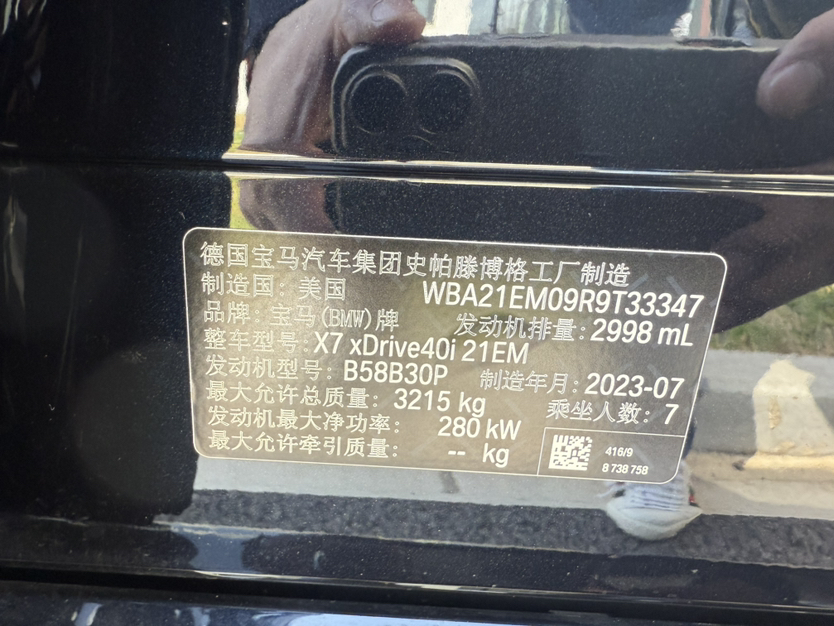 德国宝马汽车集团史帕滕博格工厂制造
制造国：美国 WBA21EM09R9T33347
品牌：宝马(BMW)牌 发动机排量：2998 mL
整车型号：X7 xDrive40i 21EM
发动机型号：B58B30P 制造年月：2023-07
最大允许总质量：3215 kg 乘坐人数：7
发动机最大净功率：280 kW
最大允许牵引质量：-- kg
416/9
8 738 758